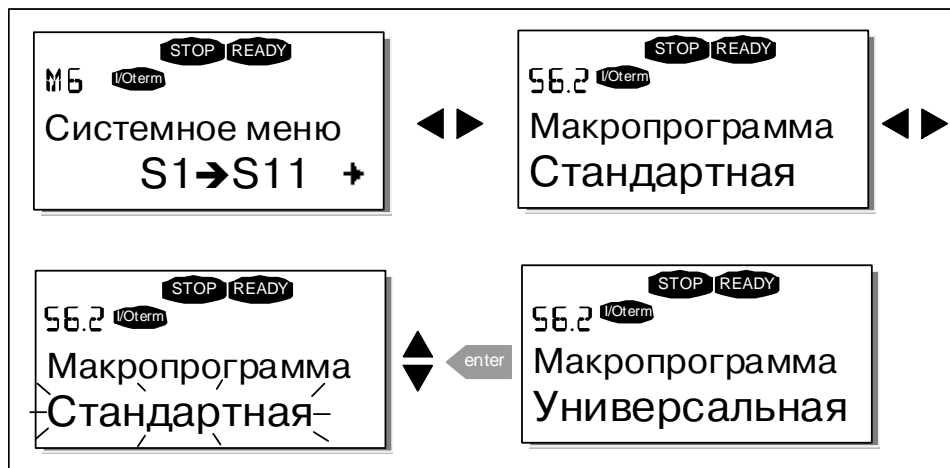 STOP READY
M6 I/Oterm
Системное меню
S1➔S11
STOP READY
S6.2 I/Oterm
Макропрограмма
Стандартная
STOP READY
S6.2 I/Oterm
Макропрограмма
Стандартная
enter
STOP READY
S6.2 I/Oterm
Макропрограмма
Универсальная